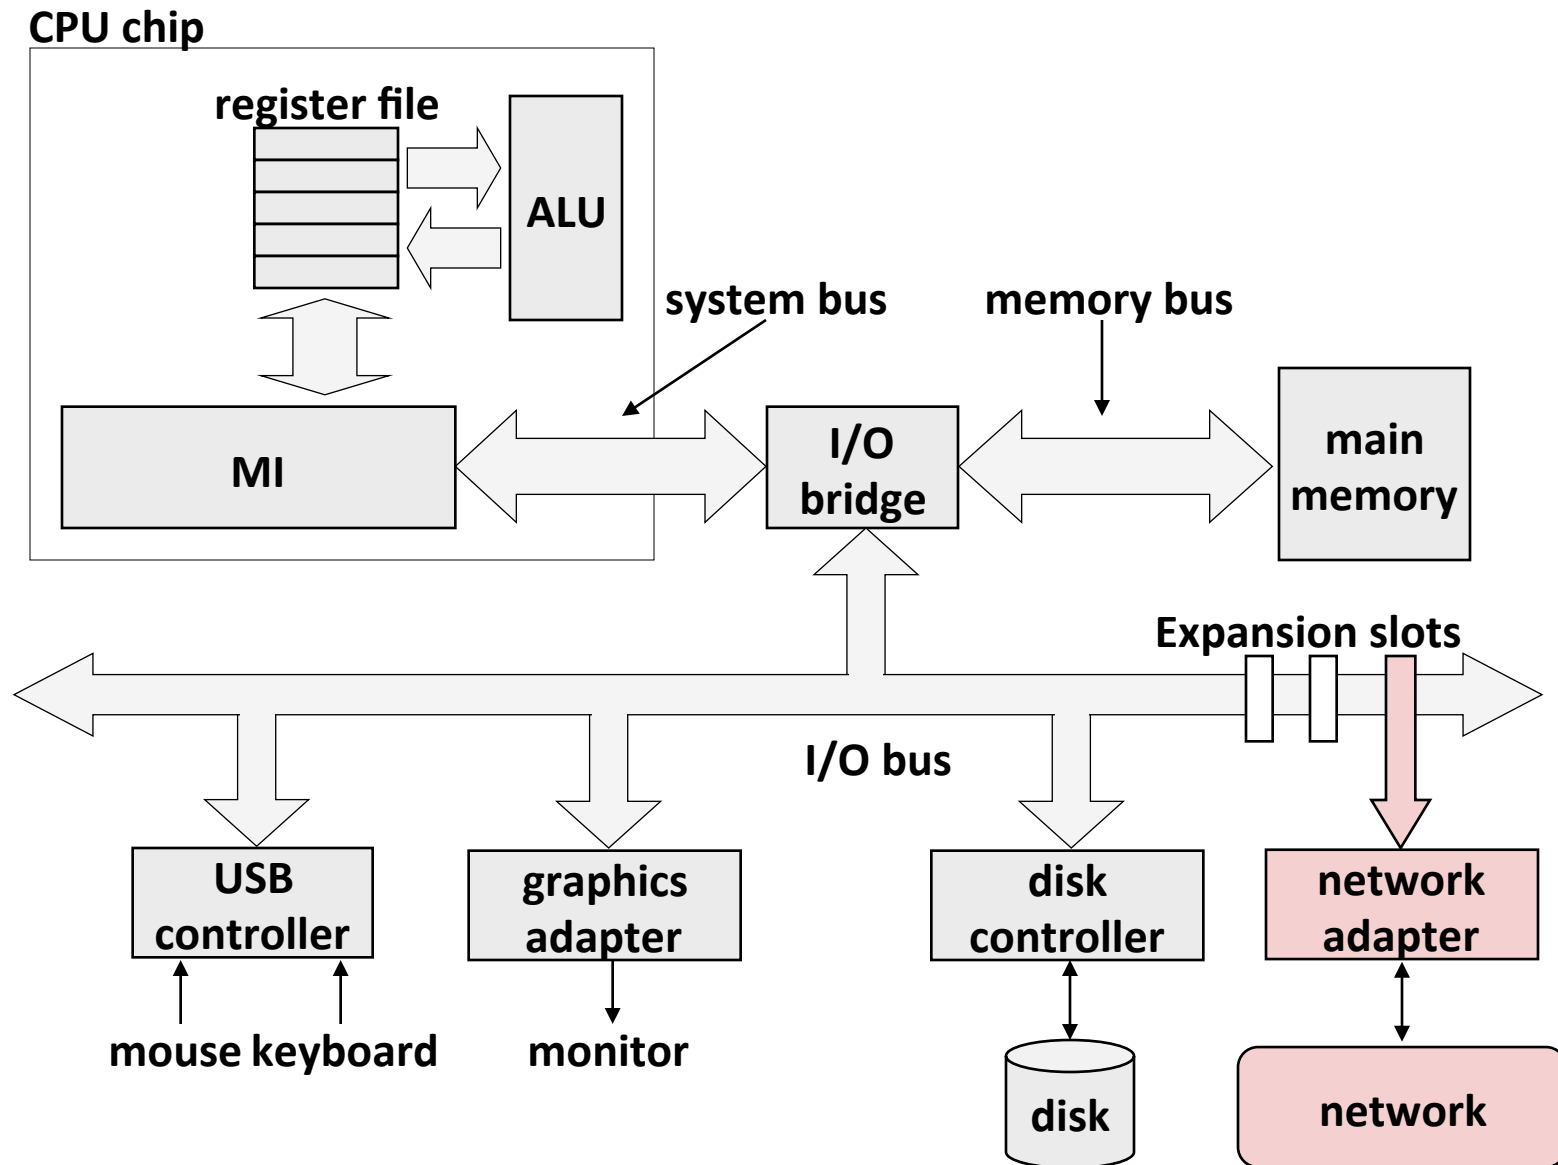 CPU chip
register file
ALU
system bus
memory bus
MI
I/O
bridge
main
memory
Expansion slots
I/O bus
USB
controller
graphics
adapter
disk
controller
network
adapter
mouse keyboard
monitor
disk
network